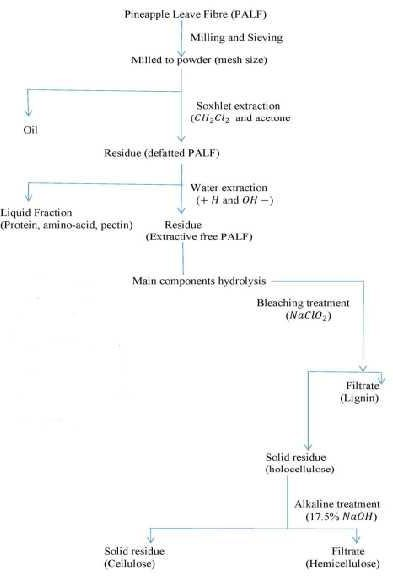 Pineapple Leave Fibre (PALF)
Milling and Sieving
Milled to powder (mesh size)
Soxhlet extraction
(CH2Cl2 and acetone
Oil
Residue (defatted PALF)
Water extraction
(+ H and OH −)
Liquid Fraction
(Protein, amino-acid, pectin)
Residue
(Extractive free PALF)
Main components hydrolysis
Bleaching treatment
(NaClO2)
Filtrate
(Lignin)
Solid residue
(holocellulose)
Alkaline treatment
(17.5% NaOH)
Solid residue
(Cellulose)
Filtrate
(Hemicellulose)